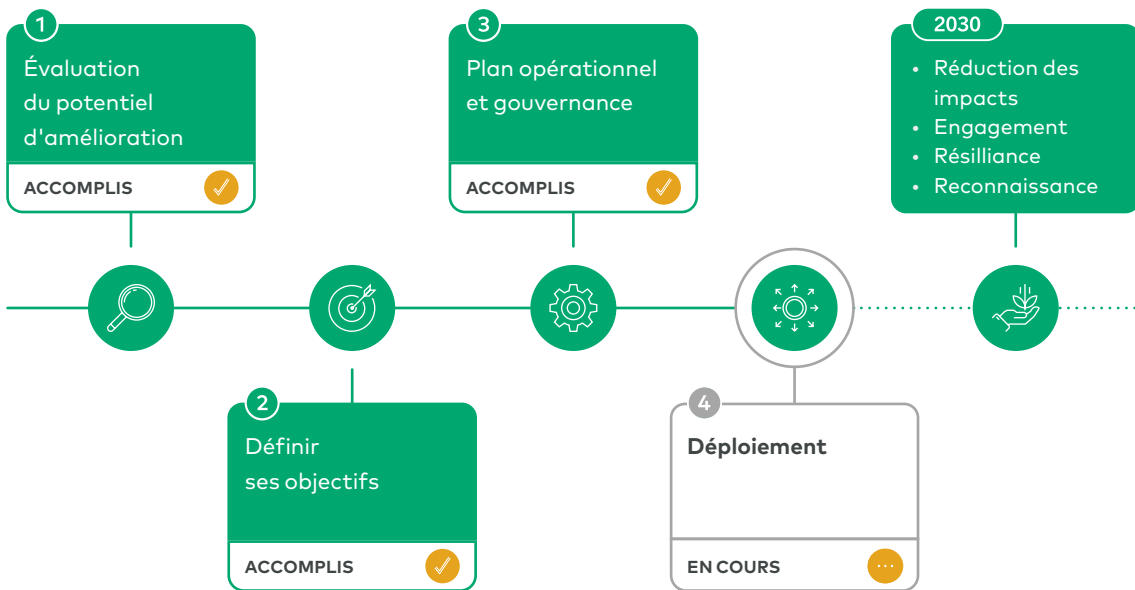 1
Évaluation
du potentiel
d'amélioration
ACCOMPLIS
2
Définir
ses objectifs
ACCOMPLIS
3
Plan opérationnel
et gouvernance
ACCOMPLIS
4
Déploiement
EN COURS
2030
• Réduction des
impacts
• Engagement
• Résilliance
• Reconnaissance